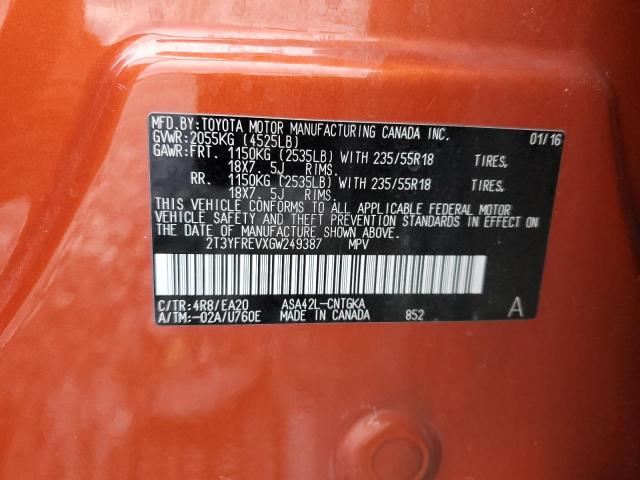 MFD.BY:TOYOTA MOTOR MANUFACTURING CANADA INC. 01/16
GVWR:2055KG (4525LB)
GAWR:FRT. 1150KG (2535LB) WITH 235/55R18 TIRES,
18X7.5J RIMS.
RR. 1150KG (2535LB) WITH 235/55R18 TIRES,
18X7.5J RIMS.
THIS VEHICLE CONFORMS TO ALL APPLICABLE FEDERAL MOTOR
VEHICLE SAFETY AND THEFT PREVENTION STANDARDS IN EFFECT ON
THE DATE OF MANUFACTURE SHOWN ABOVE.
2T3YFREVXGW249387 MPV
C/TR:4R8/EA20 ASA42L-CNTGKA
A/TM:-02A/U760E MADE IN CANADA 852 A